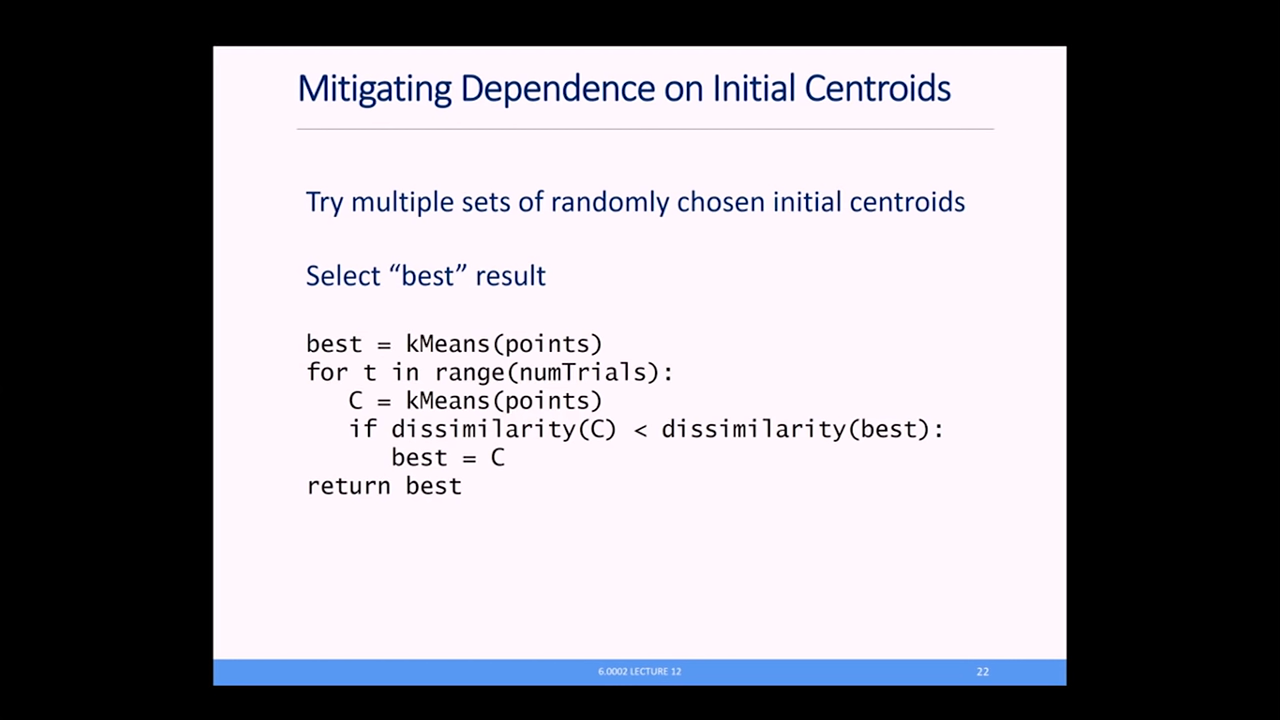 Mitigating Dependence on Initial Centroids
Try multiple sets of randomly chosen initial centroids
Select “best” result
best = kMeans(points)
for t in range(numTrials):
   C = kMeans(points)
   if dissimilarity(C) < dissimilarity(best):
      best = C
return best
6.0002 LECTURE 12
22